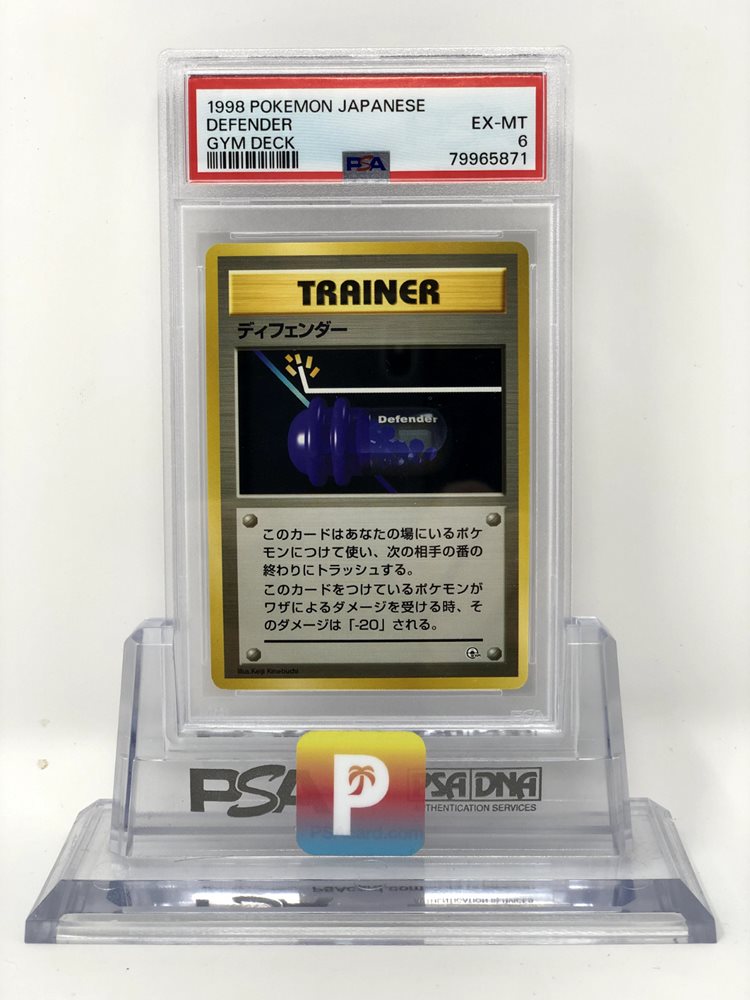 1998 POKEMON JAPANESE
DEFENDER EX-MT
GYM DECK 6
PSA 79965871
TRAINER
ディフェンダー
Defender
このカードはあなたの場にいるポケ
モンにつけて使い、次の相手の番の
終わりにトラッシュする。
このカードをつけているポケモンが
ワザによるダメージを受ける時、そ
のダメージは「-20」される。
Illus.Keiji Kinebuchi
PSA
P
PSA DNA
AUTHENTICATION SERVICES